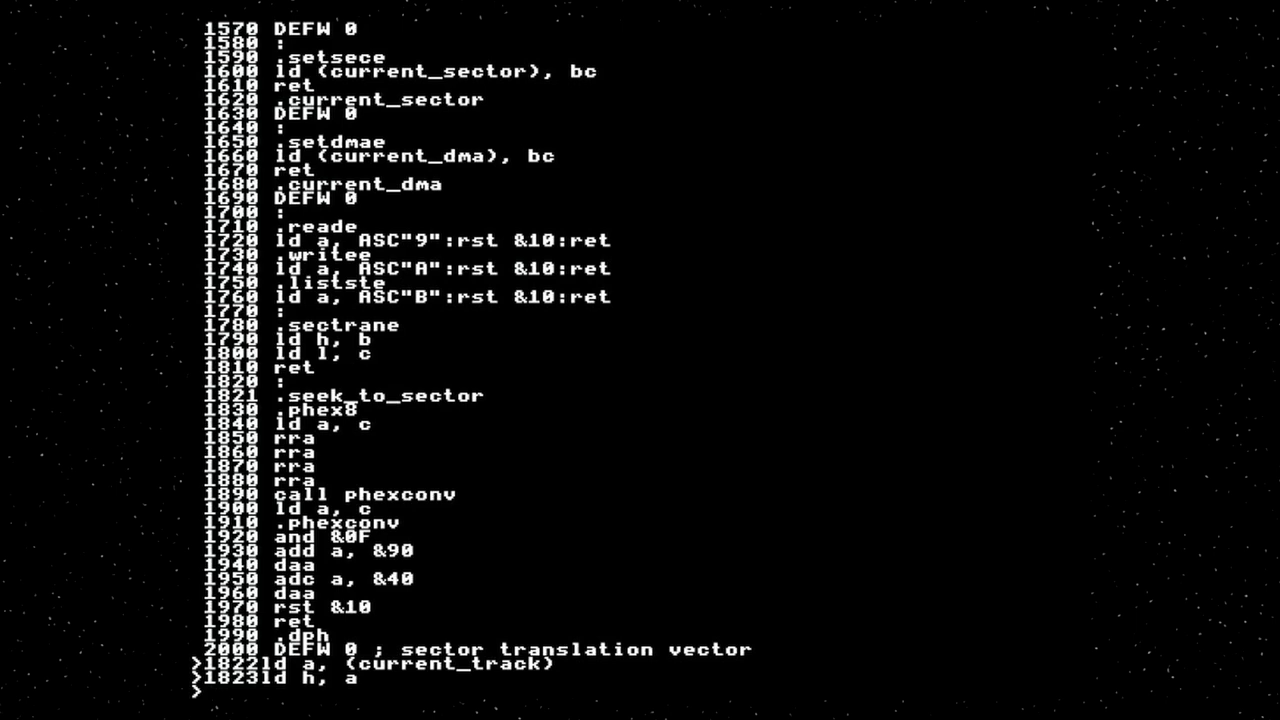 1570 DEFW 0
1580 :
1590 .setsece
1600 ld (current_sector), bc
1610 ret
1620 .current_sector
1630 DEFW 0
1640 :
1650 .setdmae
1660 ld (current_dma), bc
1670 ret
1680 .current_dma
1690 DEFW 0
1700 :
1710 .reade
1720 ld a, ASC"9":rst &10:ret
1730 .writee
1740 ld a, ASC"A":rst &10:ret
1750 .listste
1760 ld a, ASC"B":rst &10:ret
1770 :
1780 .sectrane
1790 ld h, b
1800 ld l, c
1810 ret
1820 :
1821 .seek_to_sector
1830 .phex8
1840 ld a, c
1850 rra
1860 rra
1870 rra
1880 rra
1890 call phexconv
1900 ld a, c
1910 .phexconv
1920 and &0F
1930 add a, &90
1940 daa
1950 adc a, &40
1960 daa
1970 rst &10
1980 ret
1990 .dph
2000 DEFW 0 ; sector translation vector
>1822ld a, (current_track)
>1823ld h, a
>